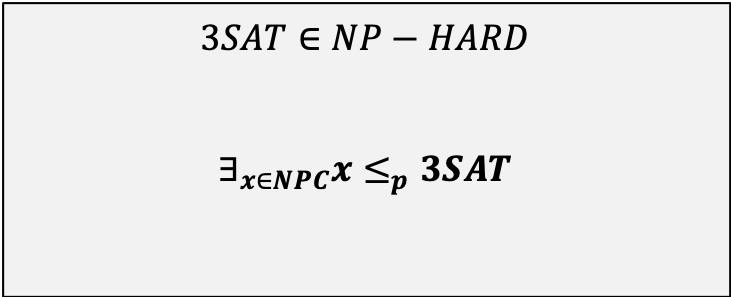 3SAT ∈ NP − HARD
∃x∈NPC x ≤p 3SAT